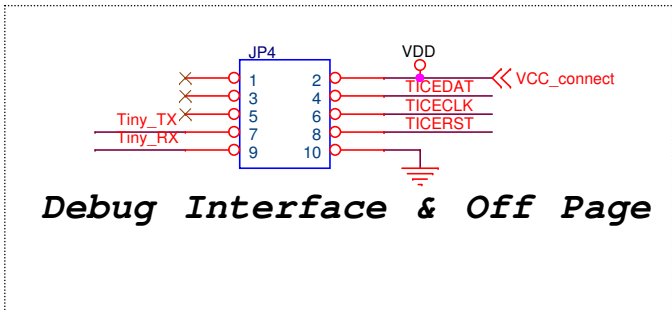 JP4
VDD
1 2 VCC_connect
3 4 TICEDAT
5 6 TICECLK
Tiny_TX 7 8 TICERST
Tiny_RX 9 10
Debug Interface & Off Page